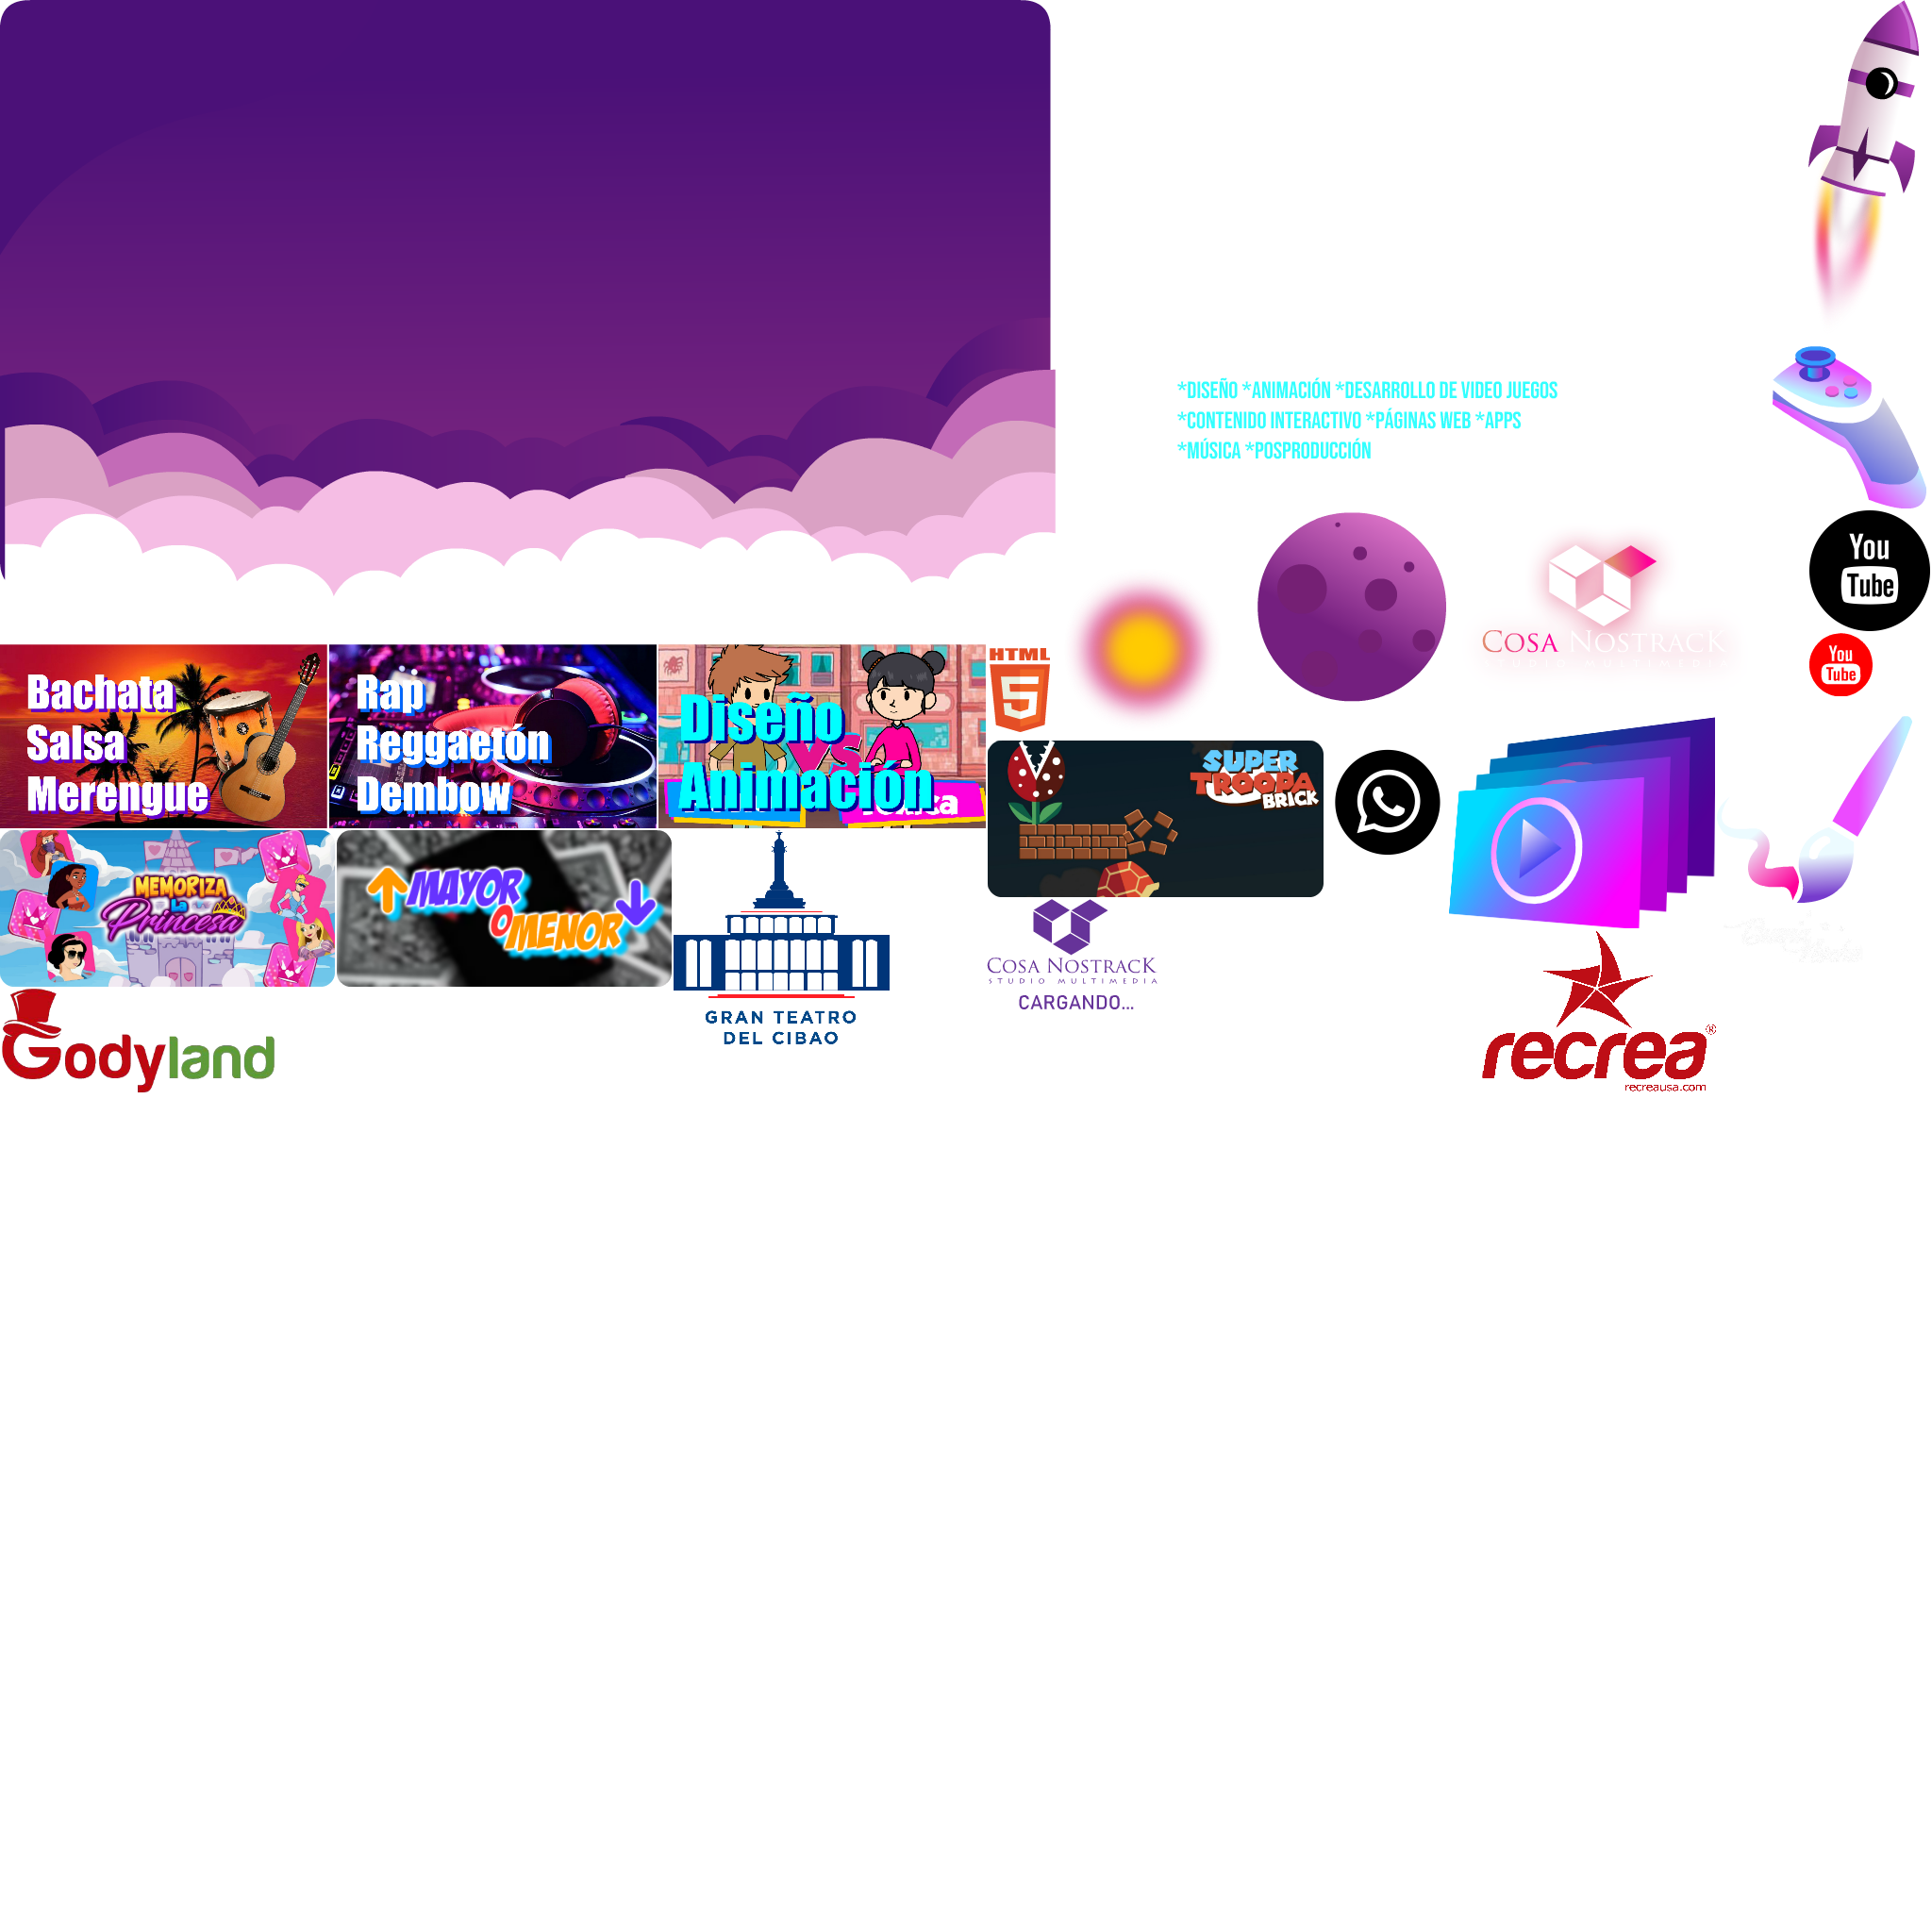 *DISEÑO *ANIMACIÓN *DESARROLLO DE VIDEO JUEGOS
*CONTENIDO INTERACTIVO *PÁGINAS WEB *APPS
*MÚSICA *POSPRODUCCIÓN
COSA NOSTRACK
You
Tube
You
Tube
Bachata
Salsa
Merengue
Rap
Reggaetón
Dembow
Diseño
VS
Animación
HTML
5
SUPER
TROOPA
BRICK
MEMORIZA
La
Princesa
MAYOR
O MENOR
GRAN TEATRO
DEL CIBAO
COSA NOSTRACK
STUDIO MULTIMEDIA
CARGANDO...
Godyland
recrea®
recreausa.com